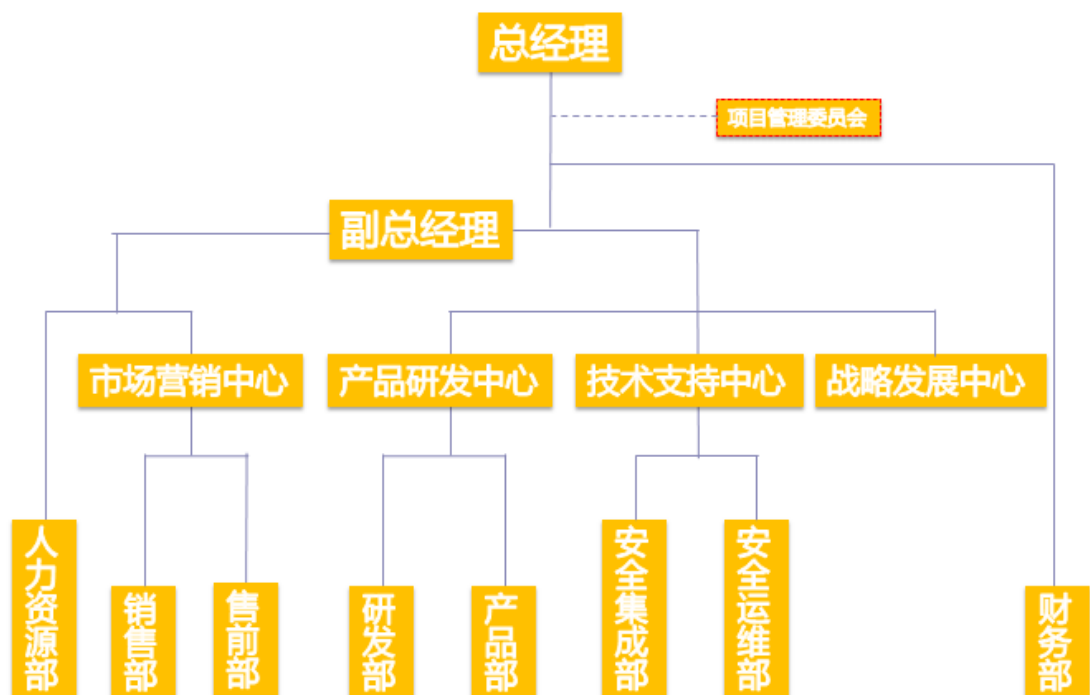 总经理
项目管理委员会
副总经理
市场营销中心
产品研发中心
技术支持中心
战略发展中心
人力资源部
销售部
售前部
研发部
产品部
安全集成部
安全运维部
财务部